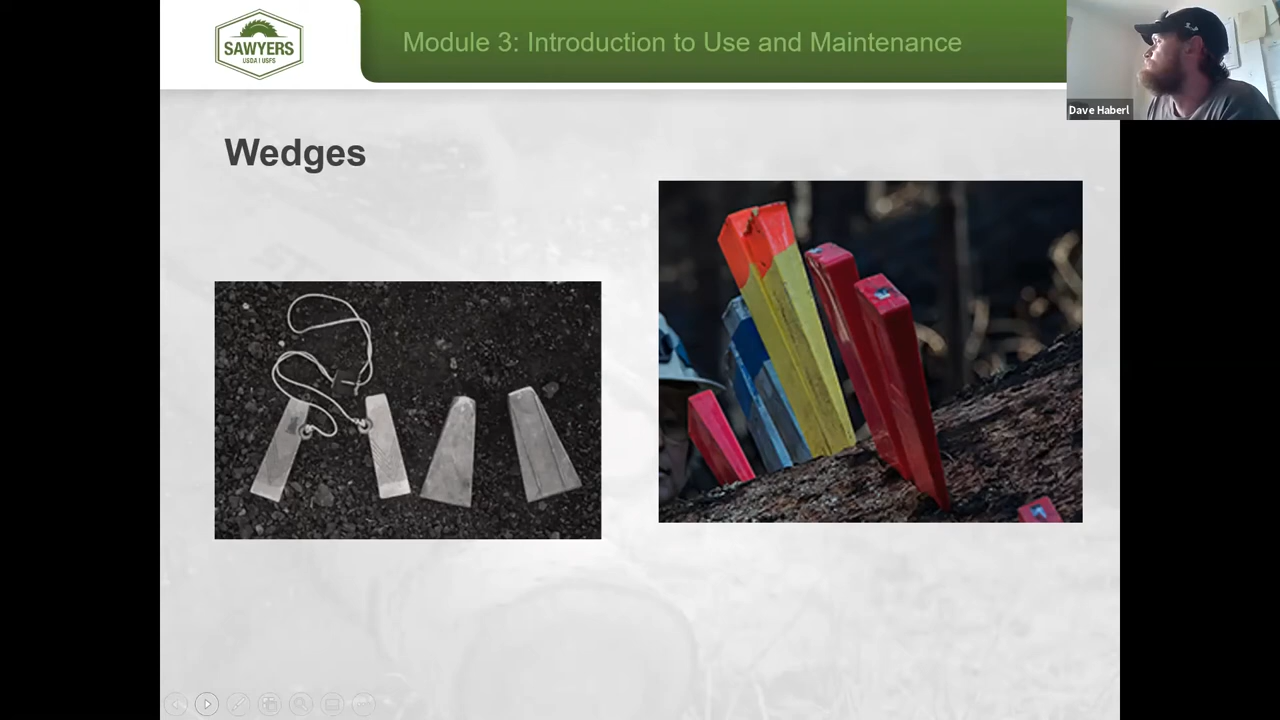 SAWYERS
USDA | USFS
Module 3: Introduction to Use and Maintenance
Dave Haberl
Wedges